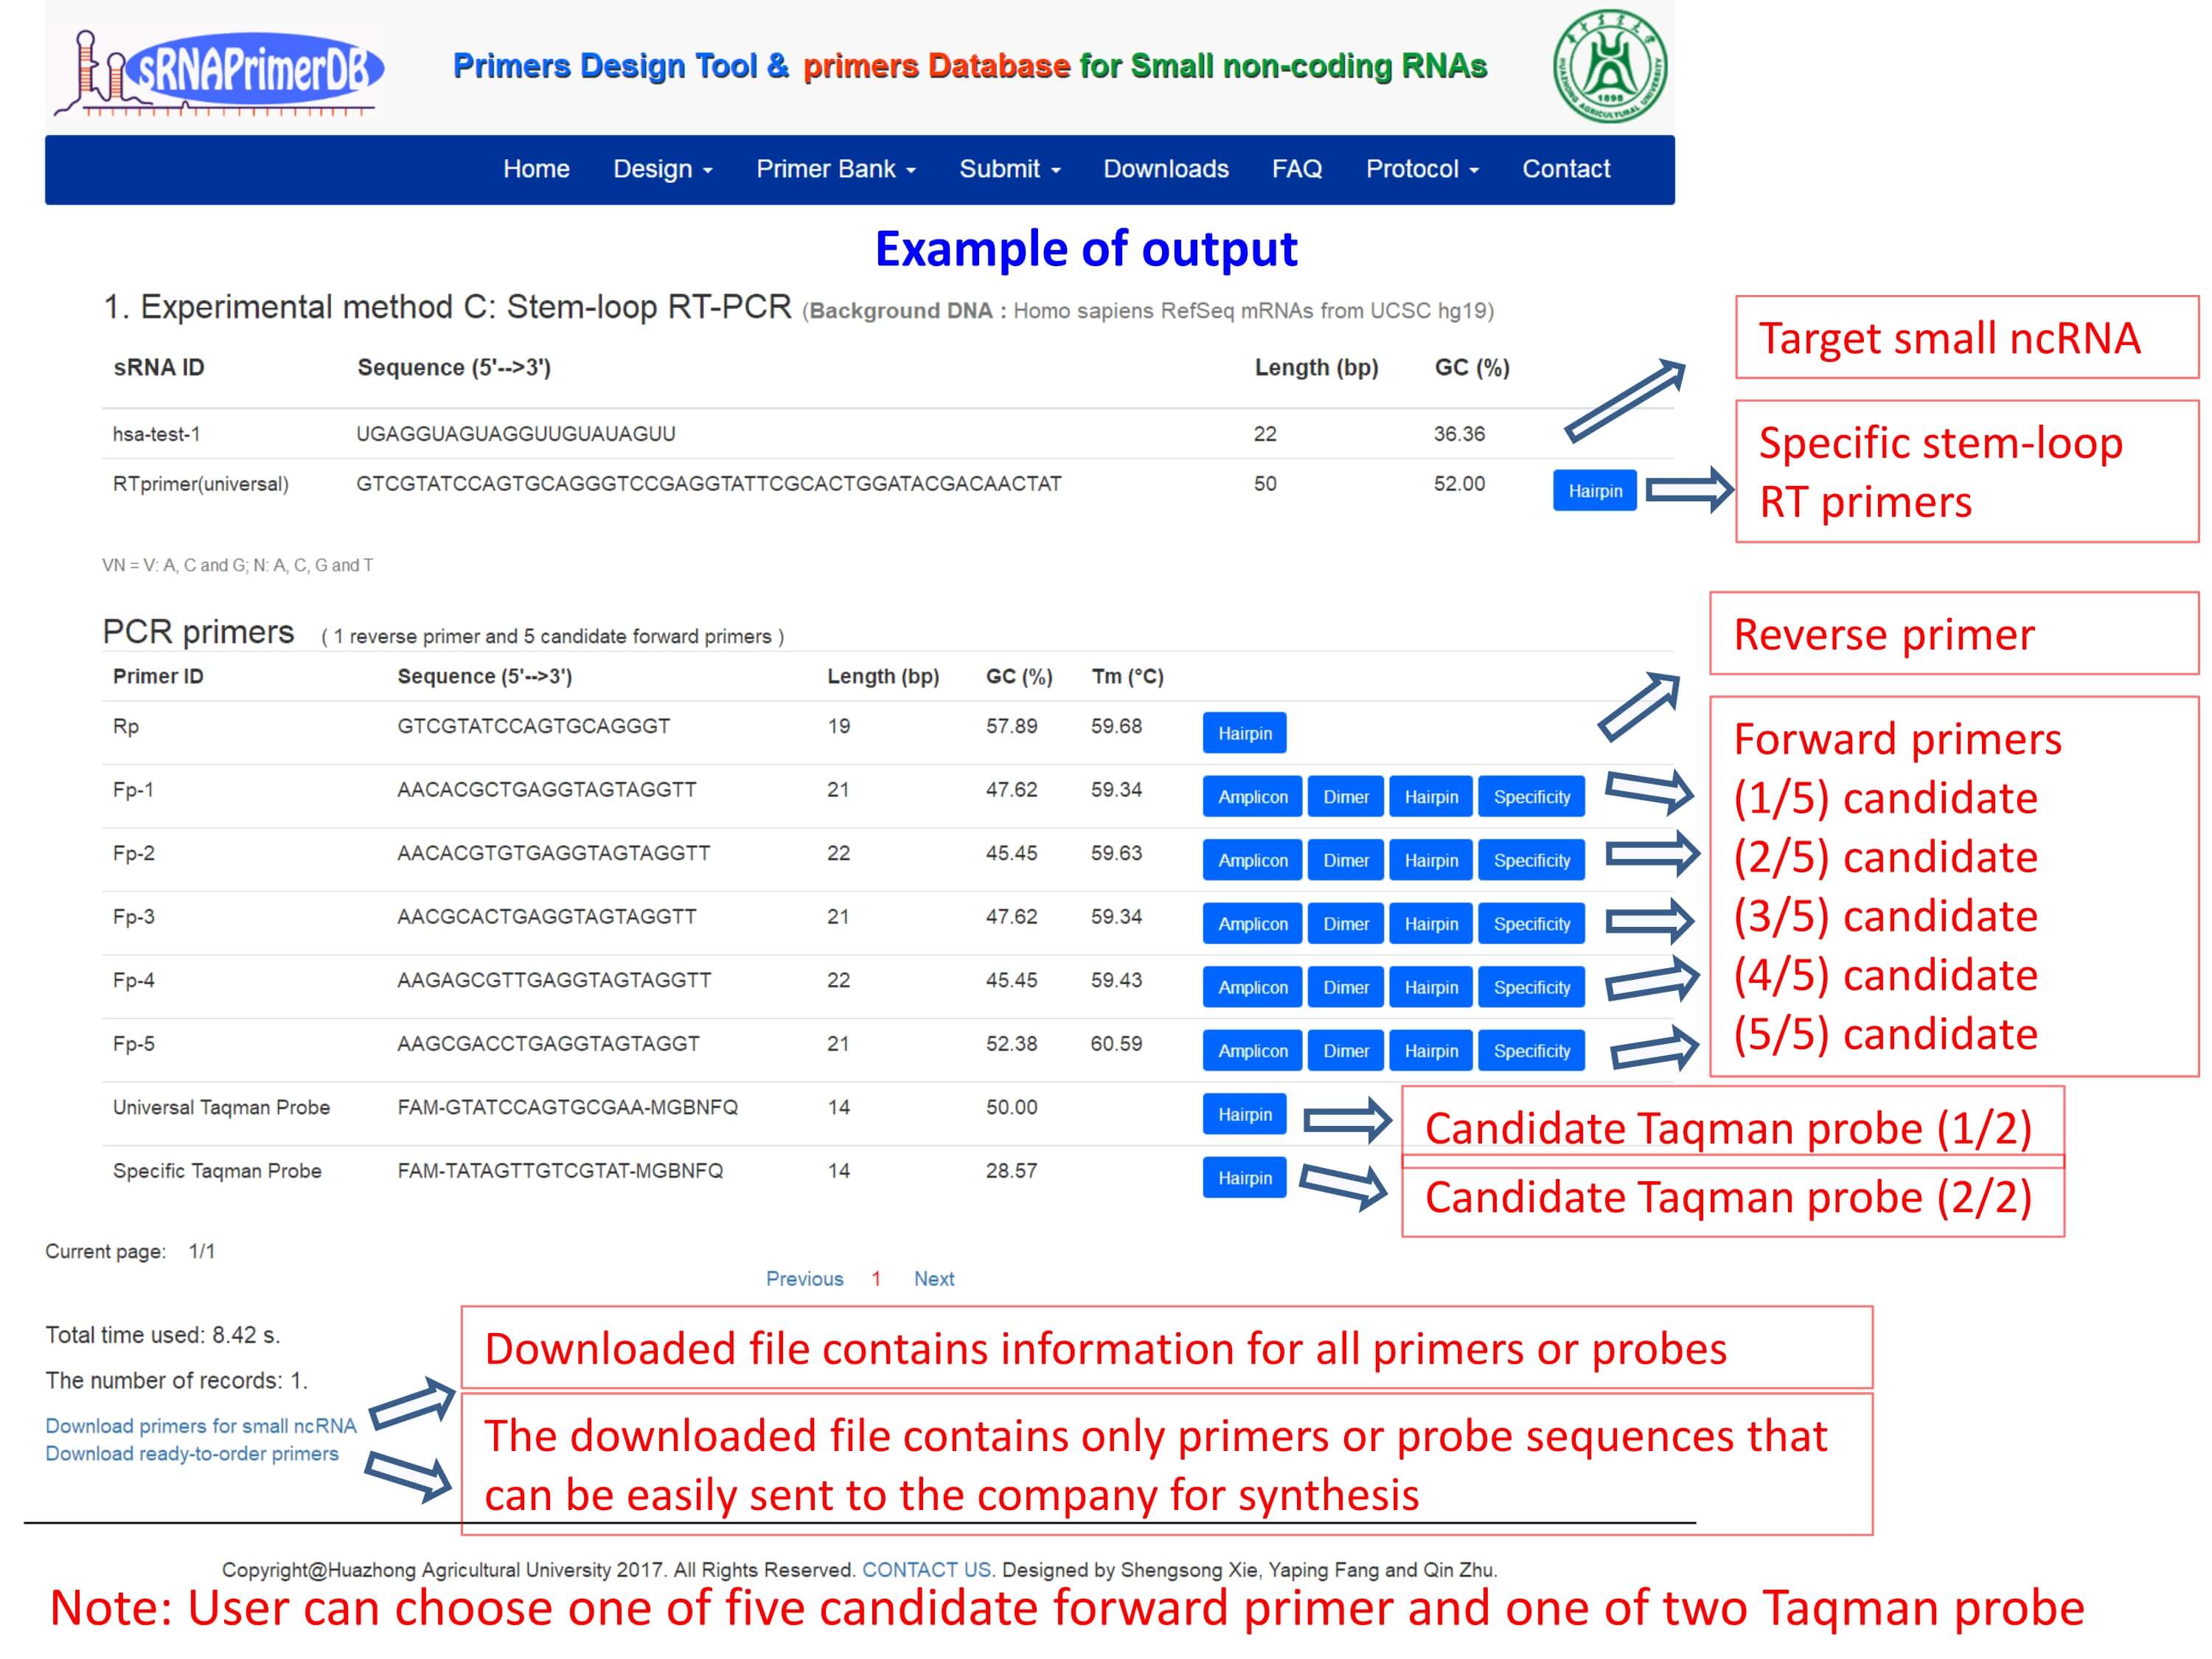 sRNAPrimerDB
Primers Design Tool & primers Database for Small non-coding RNAs
HUAZHONG AGRICULTURAL UNIVERSITY
1898
Home Design Primer Bank Submit Downloads FAQ Protocol Contact
Example of output
1. Experimental method C: Stem-loop RT-PCR (Background DNA : Homo sapiens RefSeq mRNAs from UCSC hg19)
sRNA ID Sequence (5'-->3') Length (bp) GC (%)
hsa-test-1 UGAGGUAGUAGGUUGUAUAGUU 22 36.36
RTprimer(universal) GTCGTATCCAGTGCAGGGTCCGAGGTATTCGCACTGGATACGACAACTAT 50 52.00 Hairpin
Target small ncRNA
Specific stem-loop
RT primers
VN = V: A, C and G; N: A, C, G and T
PCR primers ( 1 reverse primer and 5 candidate forward primers )
Primer ID Sequence (5'-->3') Length (bp) GC (%) Tm (°C)
Rp GTCGTATCCAGTGCAGGGT 19 57.89 59.68 Hairpin
Fp-1 AACACGCTGAGGTAGTAGGTT 21 47.62 59.34 Amplicon Dimer Hairpin Specificity
Fp-2 AACACGTGTGAGGTAGTAGGTT 22 45.45 59.63 Amplicon Dimer Hairpin Specificity
Fp-3 AACGCACTGAGGTAGTAGGTT 21 47.62 59.34 Amplicon Dimer Hairpin Specificity
Fp-4 AAGAGCGTTGAGGTAGTAGGTT 22 45.45 59.43 Amplicon Dimer Hairpin Specificity
Fp-5 AAGCGACCTGAGGTAGTAGGT 21 52.38 60.59 Amplicon Dimer Hairpin Specificity
Universal Taqman Probe FAM-GTATCCAGTGCGAA-MGBNFQ 14 50.00 Hairpin
Specific Taqman Probe FAM-TATAGTTGTCGTAT-MGBNFQ 14 28.57 Hairpin
Reverse primer
Forward primers
(1/5) candidate
(2/5) candidate
(3/5) candidate
(4/5) candidate
(5/5) candidate
Candidate Taqman probe (1/2)
Candidate Taqman probe (2/2)
Current page: 1/1
Previous 1 Next
Total time used: 8.42 s.
The number of records: 1.
Download primers for small ncRNA
Download ready-to-order primers
Downloaded file contains information for all primers or probes
The downloaded file contains only primers or probe sequences that
can be easily sent to the company for synthesis
Copyright@Huazhong Agricultural University 2017. All Rights Reserved. CONTACT US. Designed by Shengsong Xie, Yaping Fang and Qin Zhu.
Note: User can choose one of five candidate forward primer and one of two Taqman probe